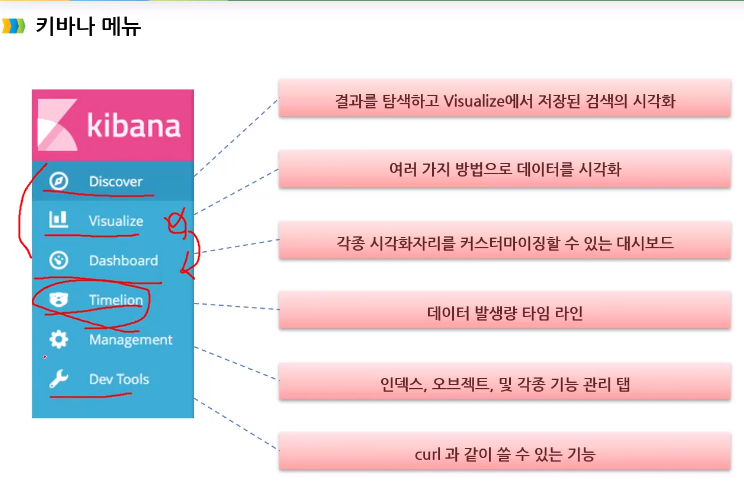 키바나 메뉴
kibana
Discover
Visualize
Dashboard
Timelion
Management
Dev Tools
결과를 탐색하고 Visualize에서 저장된 검색의 시각화
여러 가지 방법으로 데이터를 시각화
각종 시각화자리를 커스터마이징할 수 있는 대시보드
데이터 발생량 타임 라인
인덱스, 오브젝트, 및 각종 기능 관리 탭
curl 과 같이 쓸 수 있는 기능